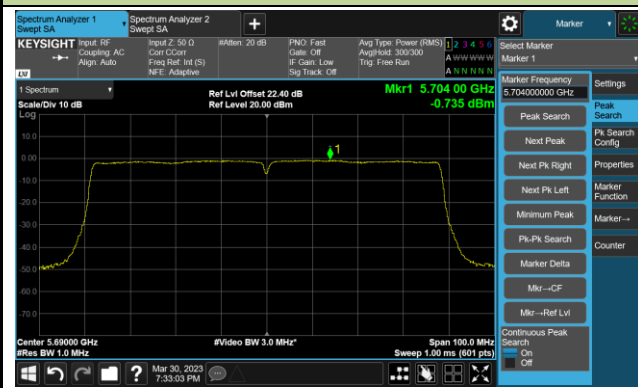 Spectrum Analyzer 1
Swept SA
Spectrum Analyzer 2
Swept SA
+
Marker
KEYSIGHT
Input: RF
Coupling: AC
Align: Auto
Input Z: 50 Ω
Corr CCorr
Freq Ref: Int (S)
NFE: Adaptive
#Atten: 20 dB
PNO: Fast
Gate: Off
IF Gain: Low
Sig Track: Off
Avg Type: Power (RMS)
Avg|Hold: 300/300
Trig: Free Run
1 2 3 4 5 6
A W W W W W
A N N N N N
LXI
Select Marker
Marker 1
1 Spectrum
Scale/Div 10 dB
Log
Ref Lvl Offset 22.40 dB
Ref Level 20.00 dBm
Mkr1 5.704 00 GHz
-0.735 dBm
10.0
0.00
-10.0
-20.0
-30.0
-40.0
-50.0
-60.0
-70.0
1
Center 5.69000 GHz
#Res BW 1.0 MHz
#Video BW 3.0 MHz*
Span 100.0 MHz
Sweep 1.00 ms (601 pts)
Marker Frequency
5.704000000 GHz
Peak Search
Next Peak
Next Pk Right
Next Pk Left
Minimum Peak
Pk-Pk Search
Marker Delta
Mkr→CF
Mkr→Ref Lvl
Continuous Peak
Search
On
Off
Settings
Peak
Search
Pk Search
Config
Properties
Marker
Function
Marker→
Counter
?
Mar 30, 2023
7:33:03 PM